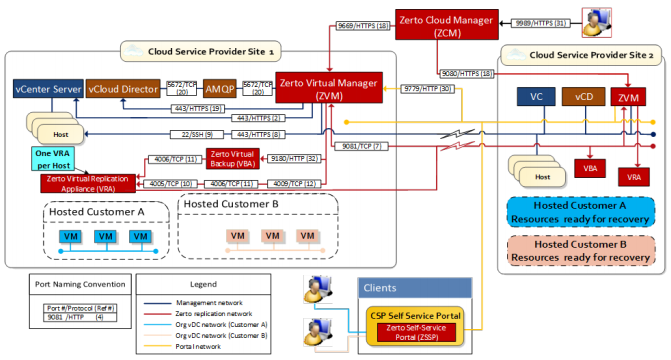 Zerto Cloud Manager
(ZCM)
9669/HTTPS (18)
9989/HTTPS (31)
Cloud Service Provider Site 1
Cloud Service Provider Site 2
9080/HTTPS (18)
vCenter Server
vCloud Director
5672/TCP
(20)
AMQP
5672/TCP
(20)
Zerto Virtual Manager
(ZVM)
9779/HTTP (30)
VC
vCD
ZVM
443/HTTPS (19)
443/HTTPS (2)
Host
22/SSH (9)
443/HTTPS (8)
9081/TCP (7)
One VRA
per Host
4006/TCP (11)
Zerto Virtual
Backup (VBA)
9180/HTTP (32)
Zerto Virtual Replication
Appliance (VRA)
4005/TCP (10)
4006/TCP (11)
4009/TCP (12)
Host
VBA
VRA
Hosted Customer A
VM
VM
VM
Hosted Customer B
VM
VM
VM
Hosted Customer A
Resources ready for recovery
Hosted Customer B
Resources ready for recovery
Port Naming Convention
Port #/Protocol (Ref#)
9081 /HTTP (4)
Legend
Management network
Zerto replication network
Org vDC network (Customer A)
Org vDC network (Customer B)
Portal network
Clients
CSP Self Service Portal
Zerto Self-Service
Portal (ZSSP)